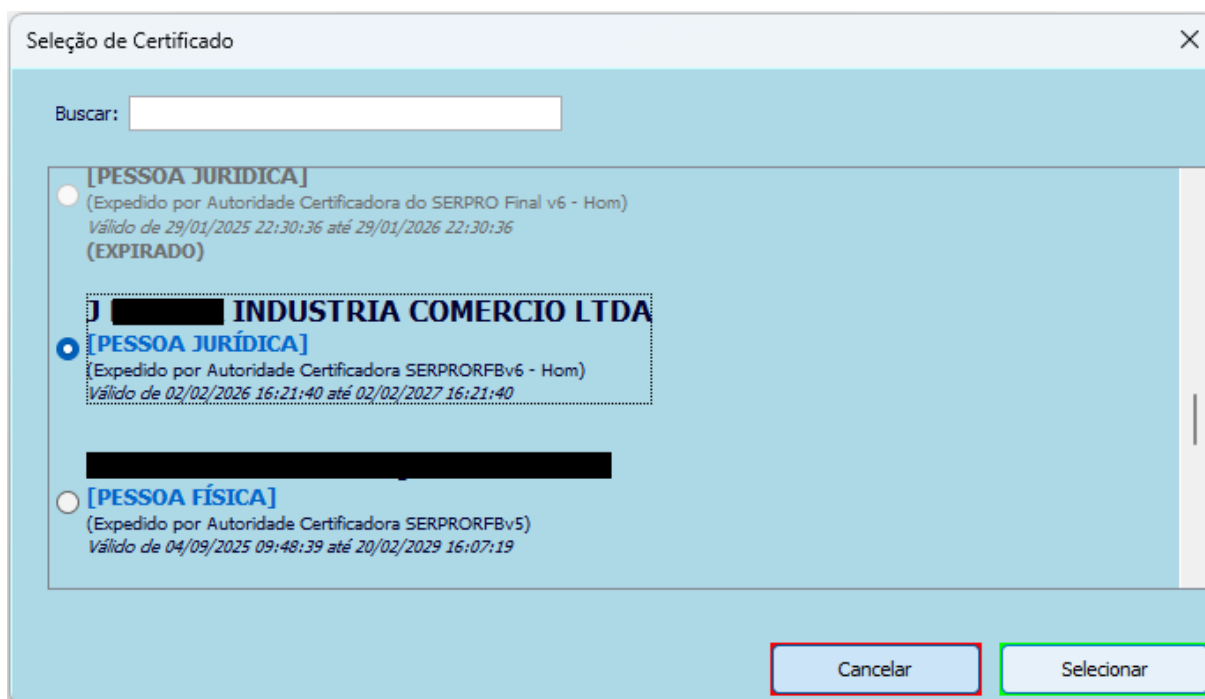 Seleção de Certificado
Buscar:
[PESSOA JURÍDICA]
(Expedido por Autoridade Certificadora do SERPRO Final v6 - Hom)
Válido de 29/01/2025 22:30:36 até 29/01/2026 22:30:36
(EXPIRADO)
J INDUSTRIA COMERCIO LTDA
[PESSOA JURÍDICA]
(Expedido por Autoridade Certificadora SERPRORFBv6 - Hom)
Válido de 02/02/2026 16:21:40 até 02/02/2027 16:21:40
[PESSOA FÍSICA]
(Expedido por Autoridade Certificadora SERPRORFBv5)
Válido de 04/09/2025 09:48:39 até 20/02/2029 16:07:19
Cancelar Selecionar